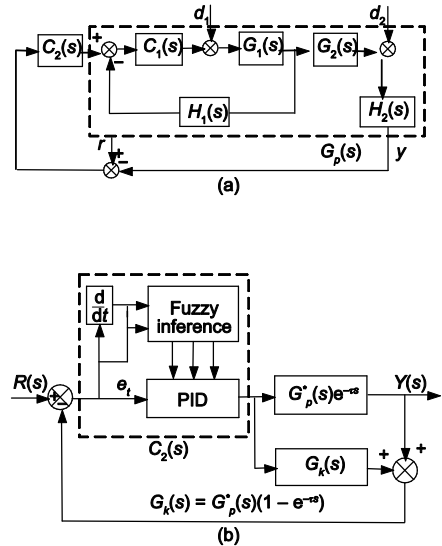 d₁ d₂
C₂(s) + − C₁(s) G₁(s) G₂(s)
H₁(s) H₂(s)
r + − Gₚ(s) y
(a)
d/dt Fuzzy inference
R(s) + − eₜ PID G*ₚ(s)e^−τs Y(s)
C₂(s) Gₖ(s) + +
Gₖ(s) = G*ₚ(s)(1 − e^−τs)
(b)